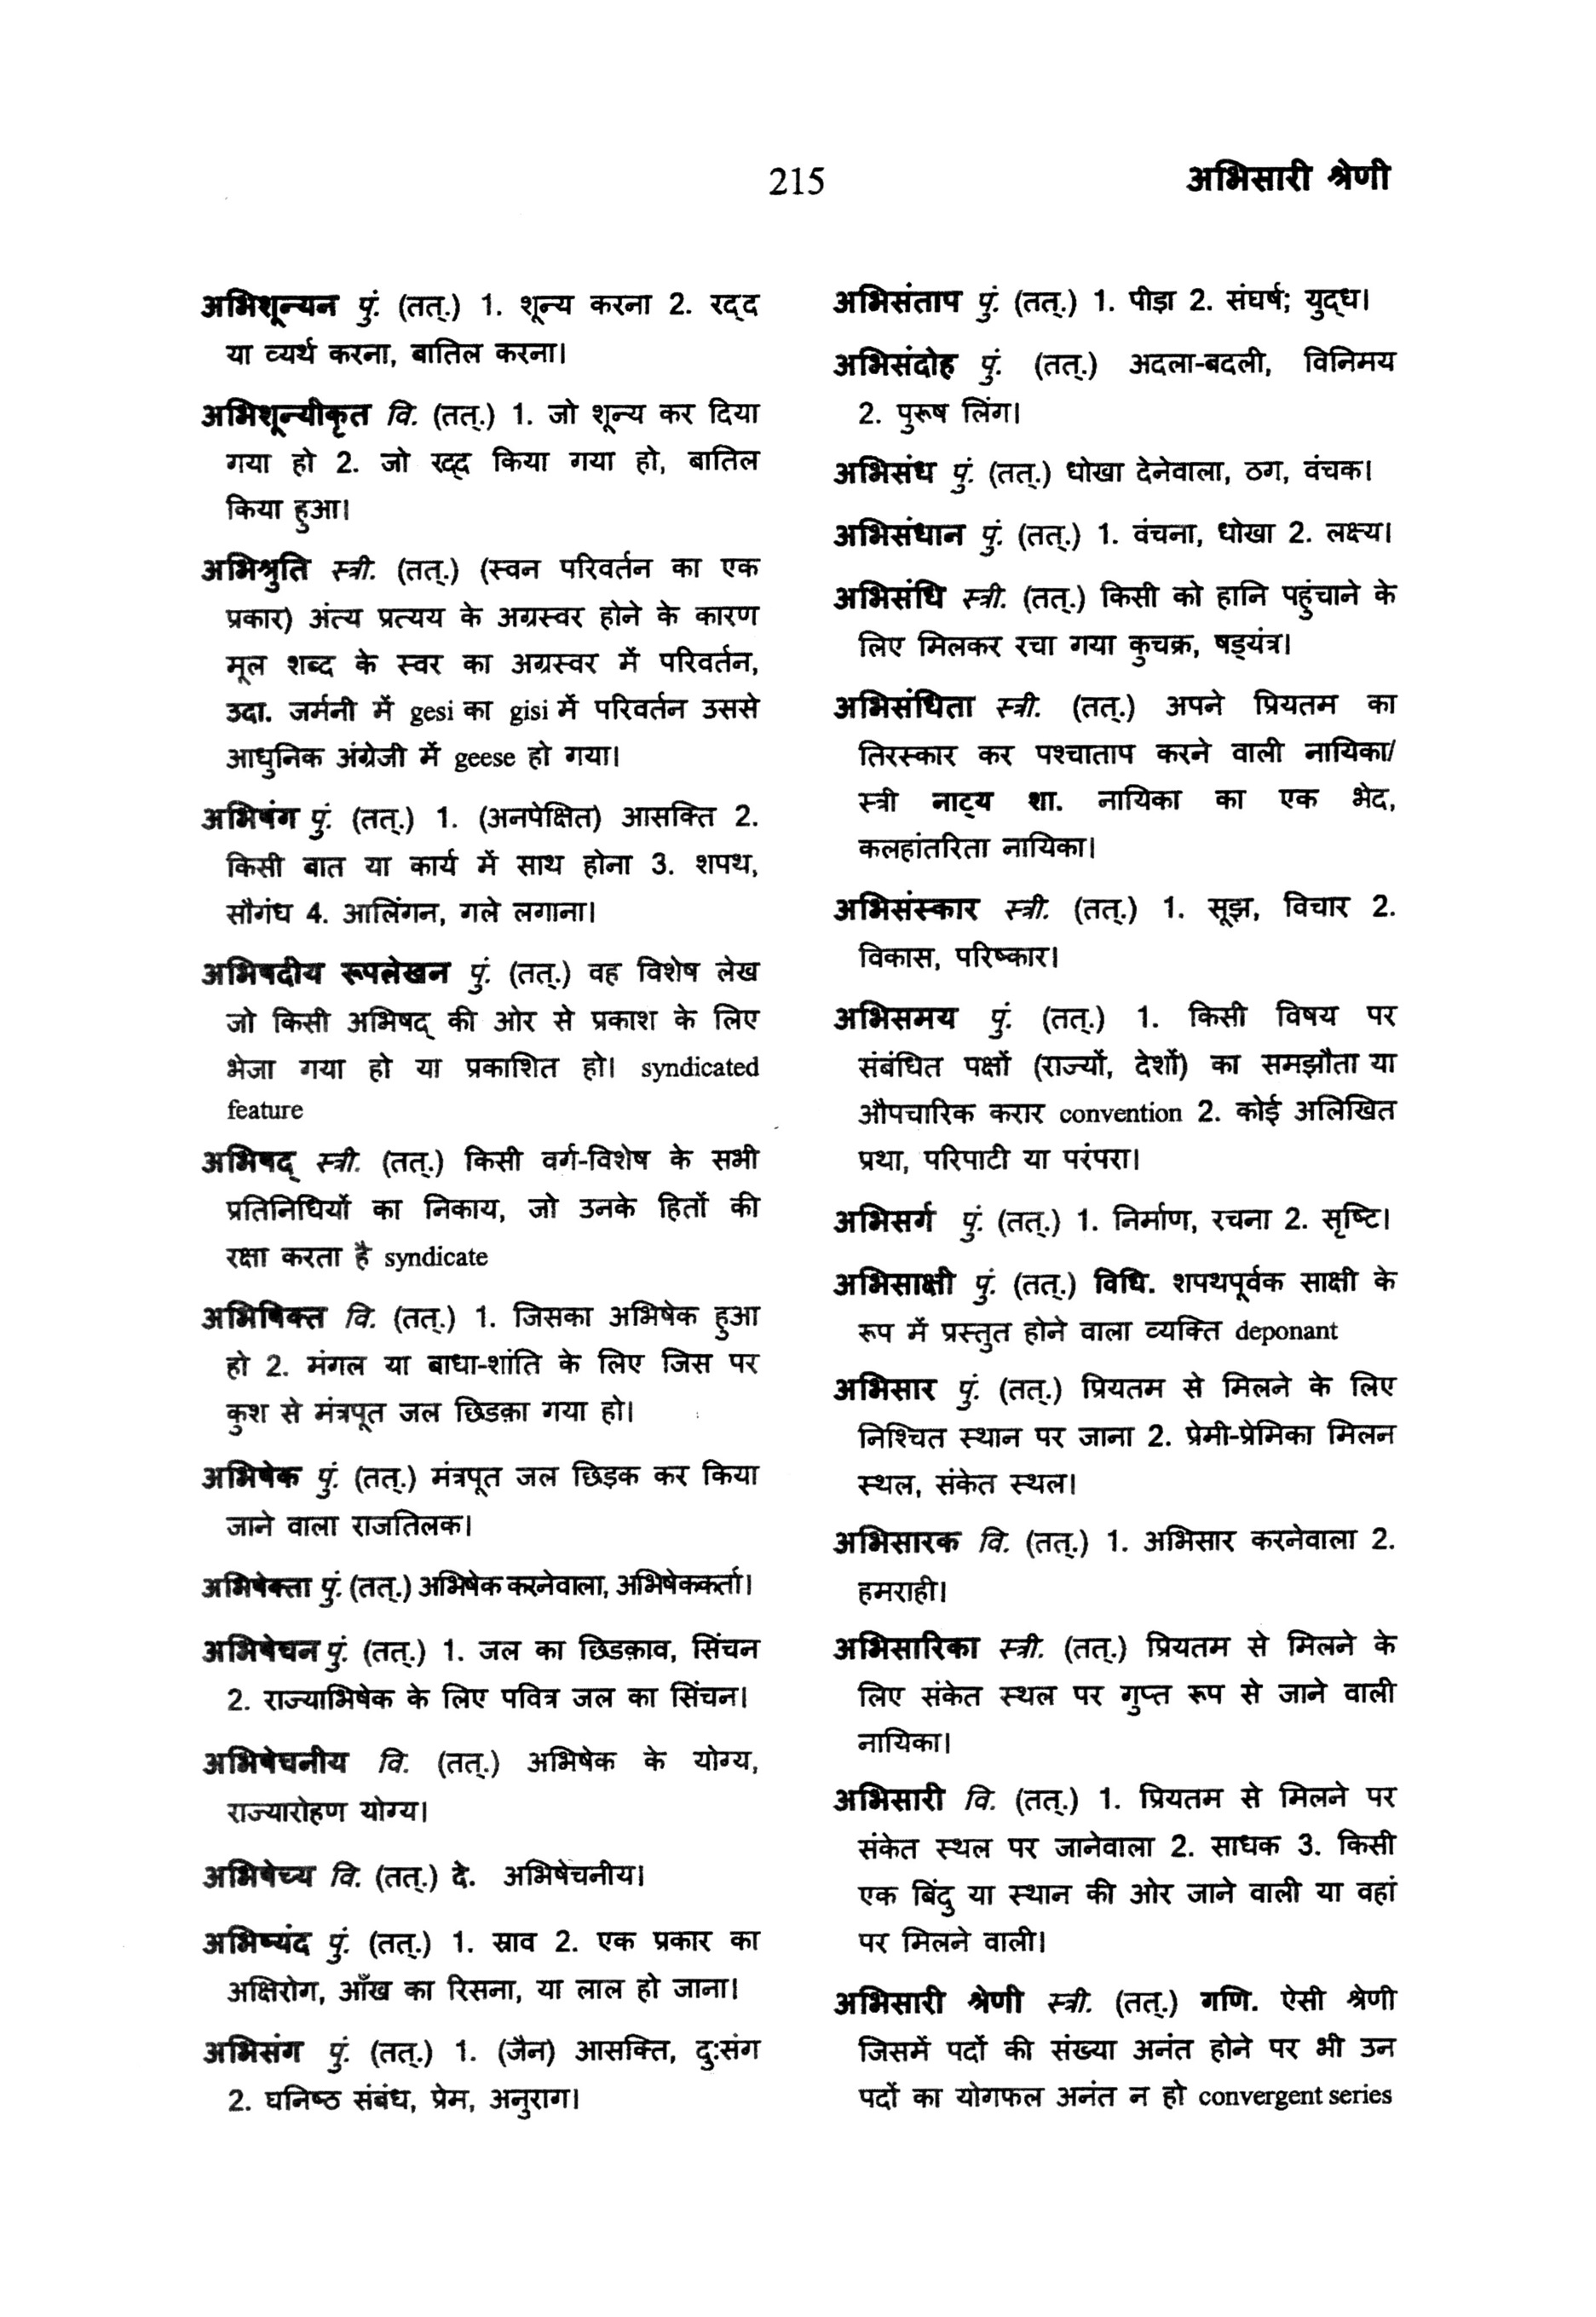 215
अभिसारी श्रेणी
अभिशून्यन पुं. (तत्.) 1. शून्य करना 2. रद्द
या व्यर्थ करना, बातिल करना।
अभिशून्यीकृत वि. (तत्.) 1. जो शून्य कर दिया
गया हो 2. जो रद्द किया गया हो, बातिल
किया हुआ।
अभिश्रुति स्त्री. (तत्.) (स्वन परिवर्तन का एक
प्रकार) अंत्य प्रत्यय के अग्रस्वर होने के कारण
मूल शब्द के स्वर का अग्रस्वर में परिवर्तन,
उदा. जर्मनी में gesi का gisi में परिवर्तन उससे
आधुनिक अंग्रेजी में geese हो गया।
अभिषंग पुं. (तत्.) 1. (अनपेक्षित) आसक्ति 2.
किसी बात या कार्य में साथ होना 3. शपथ,
सौगंध 4. आलिंगन, गले लगाना।
अभिषदीय रूपलेखन पुं. (तत्.) वह विशेष लेख
जो किसी अभिषद् की ओर से प्रकाश के लिए
भेजा गया हो या प्रकाशित हो। syndicated
feature
अभिषद् स्त्री. (तत्.) किसी वर्ग-विशेष के सभी
प्रतिनिधियों का निकाय, जो उनके हितों की
रक्षा करता है syndicate
अभिषिक्त वि. (तत्.) 1. जिसका अभिषेक हुआ
हो 2. मंगल या बाधा-शांति के लिए जिस पर
कुश से मंत्रपूत जल छिडक़ा गया हो।
अभिषेक पुं. (तत्.) मंत्रपूत जल छिड़क कर किया
जाने वाला राजतिलक।
अभिषेक्ता पुं. (तत्.) अभिषेक करनेवाला, अभिषेककर्ता।
अभिषेचन पुं. (तत्.) 1. जल का छिडक़ाव, सिंचन
2. राज्याभिषेक के लिए पवित्र जल का सिंचन।
अभिषेचनीय वि. (तत्.) अभिषेक के योग्य,
राज्यारोहण योग्य।
अभिषेच्य वि. (तत्.) दे. अभिषेचनीय।
अभिष्यंद पुं. (तत्.) 1. स्राव 2. एक प्रकार का
अक्षिरोग, आँख का रिसना, या लाल हो जाना।
अभिसंग पुं. (तत्.) 1. (जैन) आसक्ति, दु:संग
2. घनिष्ठ संबंध, प्रेम, अनुराग।
अभिसंताप पुं. (तत्.) 1. पीड़ा 2. संघर्ष; युद्ध।
अभिसंदोह पुं. (तत्.) अदला-बदली, विनिमय
2. पुरूष लिंग।
अभिसंध पुं. (तत्.) धोखा देनेवाला, ठग, वंचक।
अभिसंधान पुं. (तत्.) 1. वंचना, धोखा 2. लक्ष्य।
अभिसंधि स्त्री. (तत्.) किसी को हानि पहुंचाने के
लिए मिलकर रचा गया कुचक्र, षड्यंत्र।
अभिसंधिता स्त्री. (तत्.) अपने प्रियतम का
तिरस्कार कर पश्चाताप करने वाली नायिका/
स्त्री नाट्य शा. नायिका का एक भेद,
कलहांतरिता नायिका।
अभिसंस्कार स्त्री. (तत्.) 1. सूझ, विचार 2.
विकास, परिष्कार।
अभिसमय पुं. (तत्.) 1. किसी विषय पर
संबंधित पक्षों (राज्यों, देशों) का समझौता या
औपचारिक करार convention 2. कोई अलिखित
प्रथा, परिपाटी या परंपरा।
अभिसर्ग पुं. (तत्.) 1. निर्माण, रचना 2. सृष्टि।
अभिसाक्षी पुं. (तत्.) विधि. शपथपूर्वक साक्षी के
रूप में प्रस्तुत होने वाला व्यक्ति deponant
अभिसार पुं. (तत्.) प्रियतम से मिलने के लिए
निश्चित स्थान पर जाना 2. प्रेमी-प्रेमिका मिलन
स्थल, संकेत स्थल।
अभिसारक वि. (तत्.) 1. अभिसार करनेवाला 2.
हमराही।
अभिसारिका स्त्री. (तत्.) प्रियतम से मिलने के
लिए संकेत स्थल पर गुप्त रूप से जाने वाली
नायिका।
अभिसारी वि. (तत्.) 1. प्रियतम से मिलने पर
संकेत स्थल पर जानेवाला 2. साधक 3. किसी
एक बिंदु या स्थान की ओर जाने वाली या वहां
पर मिलने वाली।
अभिसारी श्रेणी स्त्री. (तत्.) गणि. ऐसी श्रेणी
जिसमें पदों की संख्या अनंत होने पर भी उन
पदों का योगफल अनंत न हो convergent series